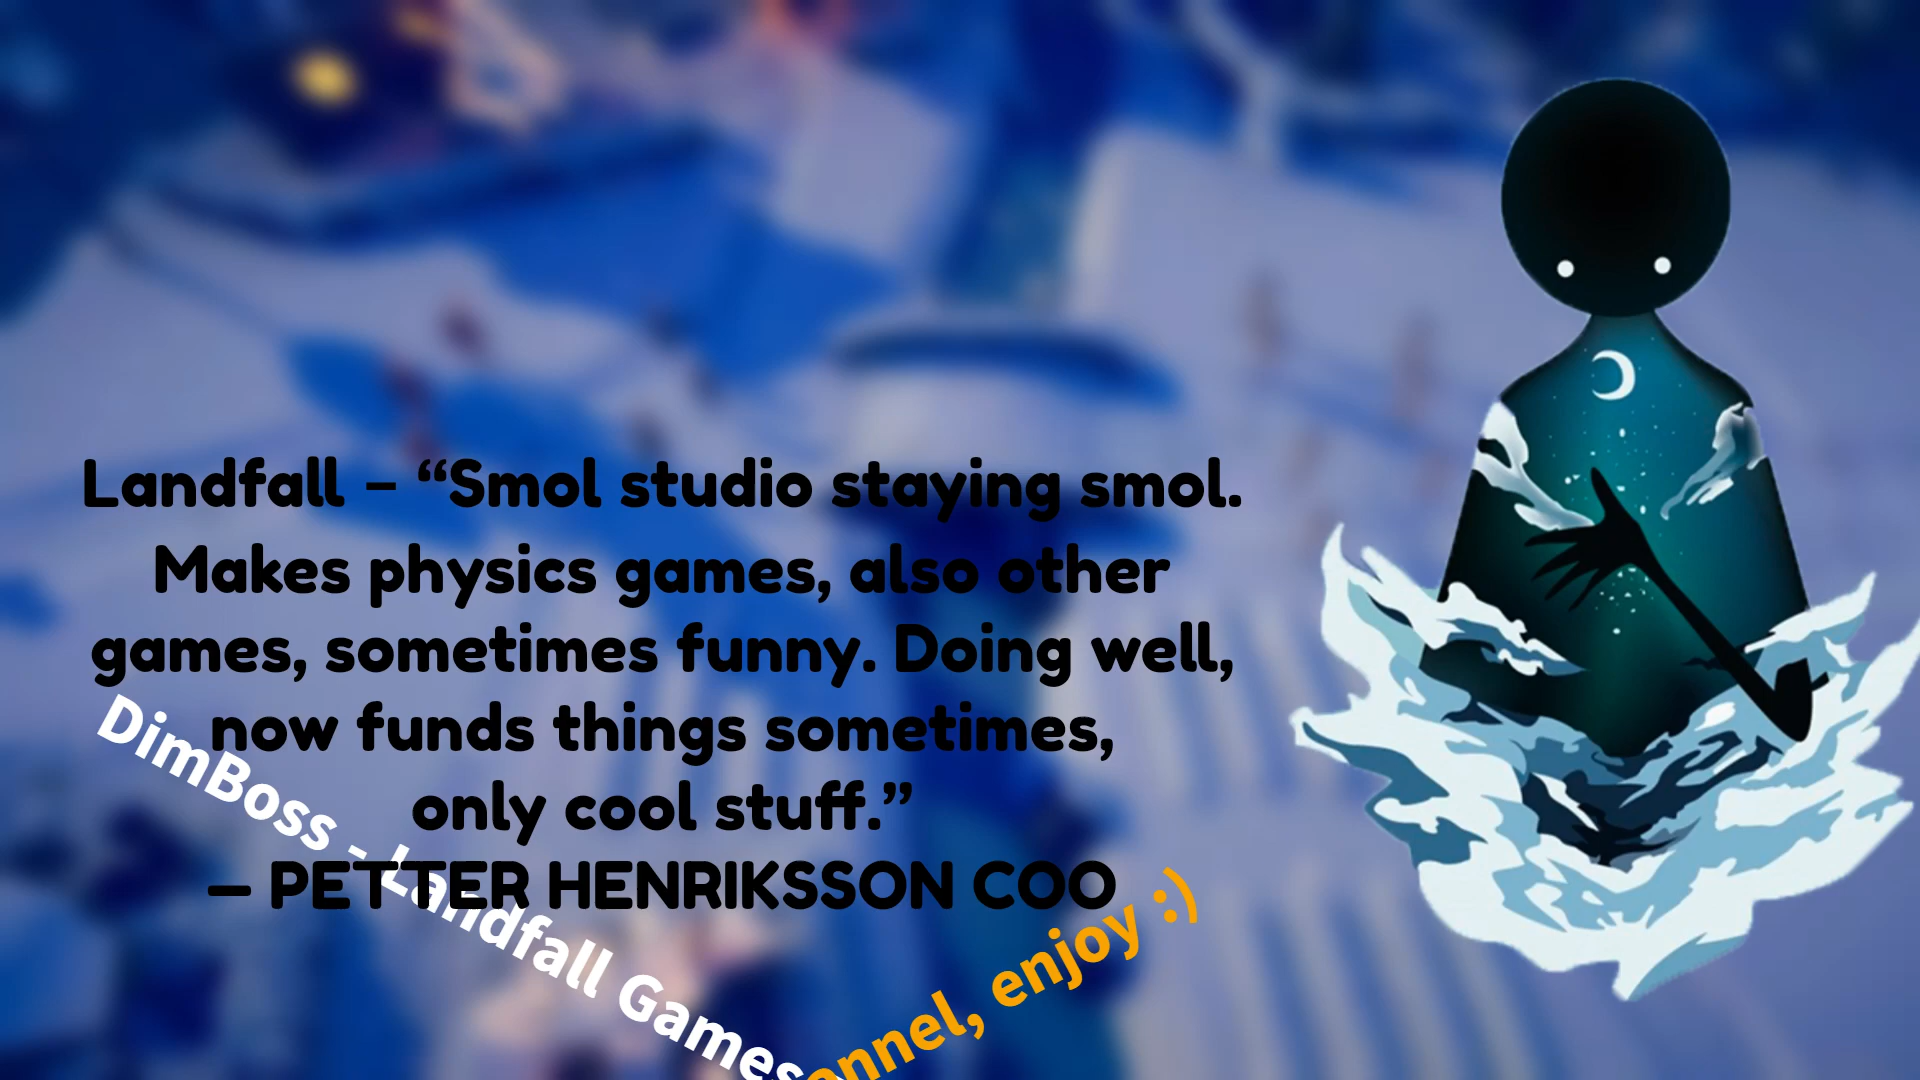 Landfall – “Smol studio staying smol.
Makes physics games, also other
games, sometimes funny. Doing well,
now funds things sometimes,
only cool stuff.”
— PETTER HENRIKSSON COO
DimBoss - Landfall Games
enjoy :)